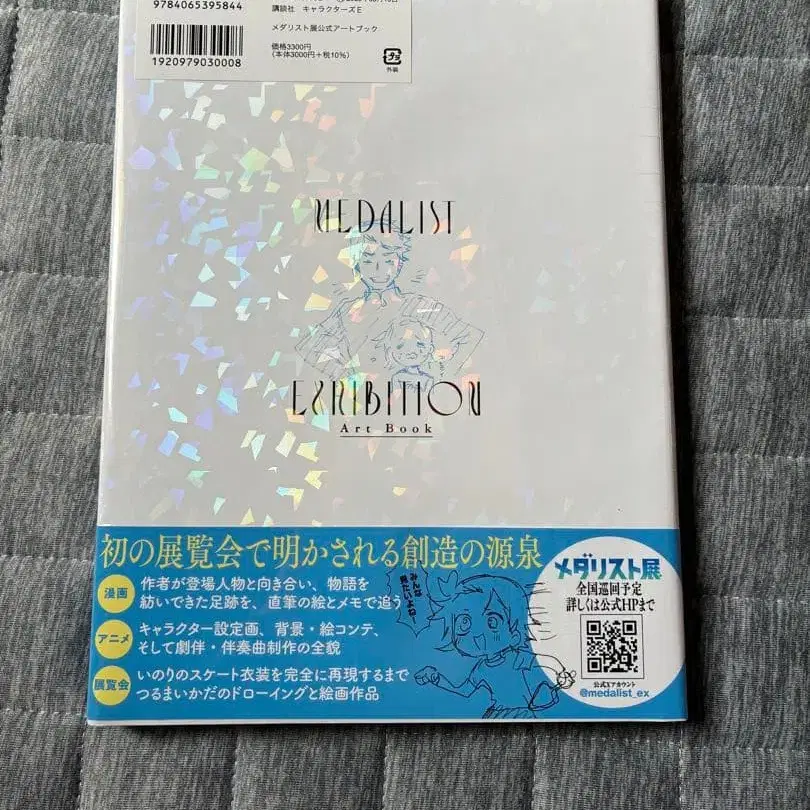 9784065395844
1920979030008
講談社 キャラクターズE
メダリスト展公式アートブック
価格3300円
(本体3000円+税10%)
外装
MEDALIST
EXHIBITION
Art Book
初の展覧会で明かされる創造の源泉
漫画
作者が登場人物と向き合い、物語を
紡いできた足跡を、直筆の絵とメモで追う
アニメ
キャラクター設定画、背景・絵コンテ、
そして劇伴・伴奏曲制作の全貌
展覧会
いのりのスケート衣装を完全に再現するまで
つるまいかだのドローイングと絵画作品
みんな
メダリスト展
全国巡回予定
詳しくは公式HPまで
公式Xアカウント
@medalist_ex